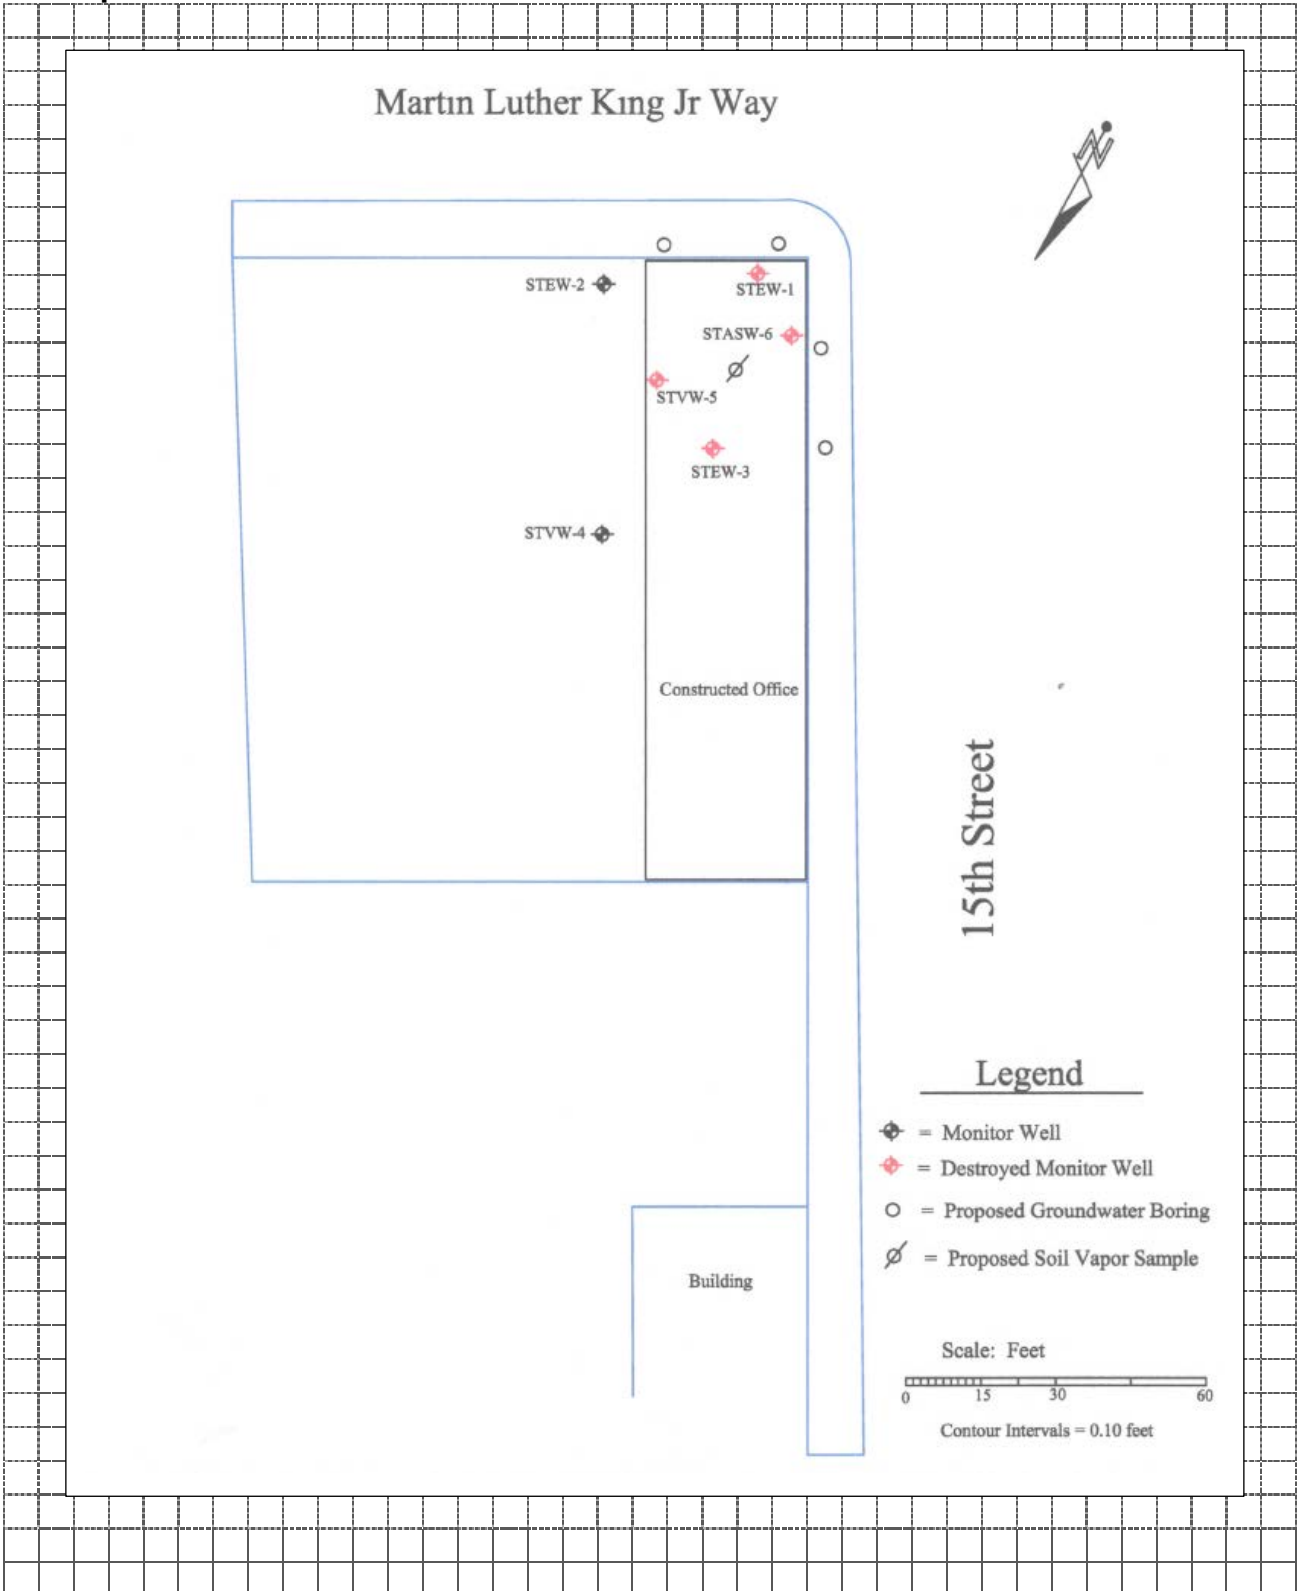 Martin Luther King Jr Way
N
STEW-2
STEW-1
STASW-6
STVW-5
STEW-3
STVW-4
Constructed Office
15th Street
Legend
= Monitor Well
= Destroyed Monitor Well
= Proposed Groundwater Boring
= Proposed Soil Vapor Sample
Building
Scale: Feet
0 15 30 60
Contour Intervals = 0.10 feet